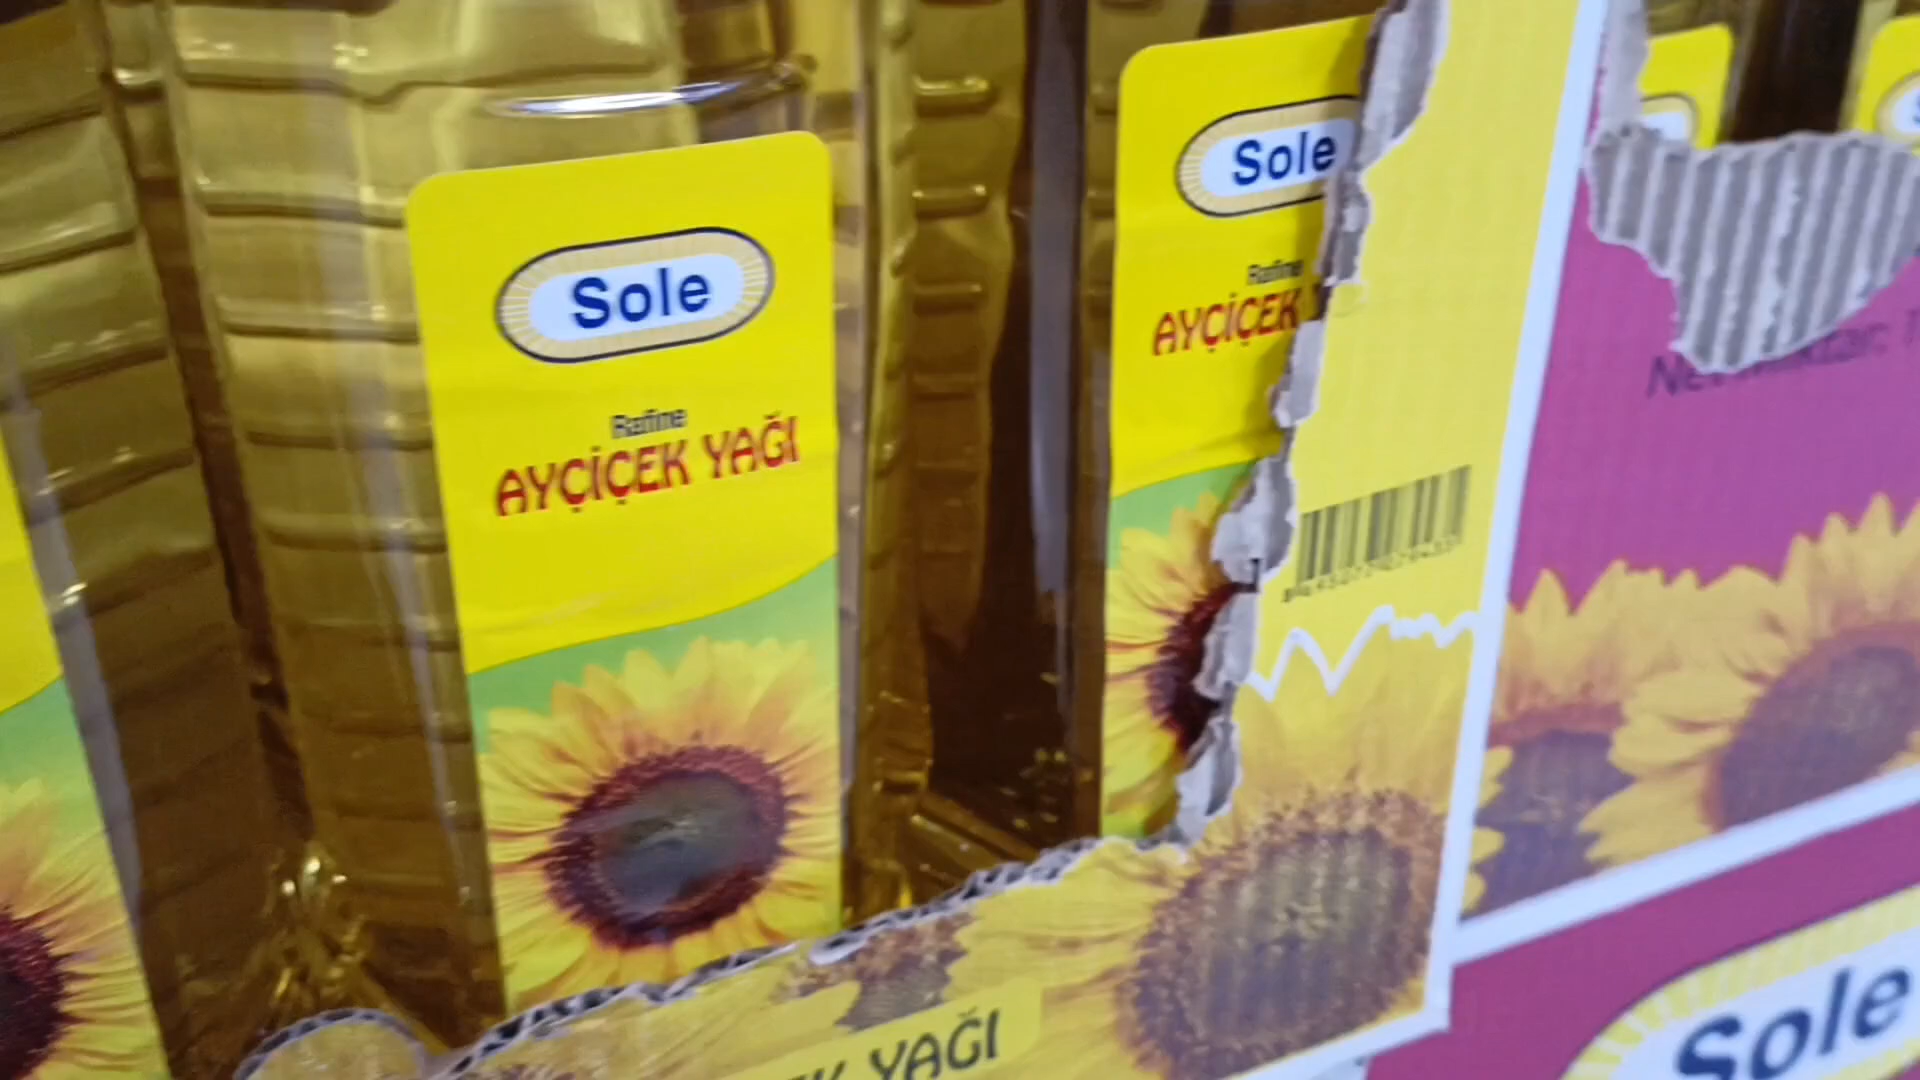 Sole
Rafine
AYÇİÇEK YAĞI
Sole
Rafine
AYÇİÇEK
YAĞI
Sole